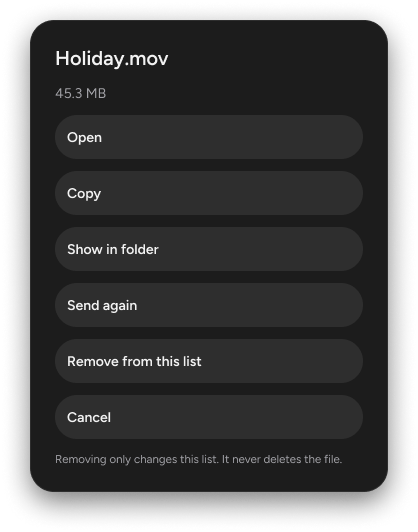 Holiday.mov
45.3 MB
Open
Copy
Show in folder
Send again
Remove from this list
Cancel
Removing only changes this list. It never deletes the file.